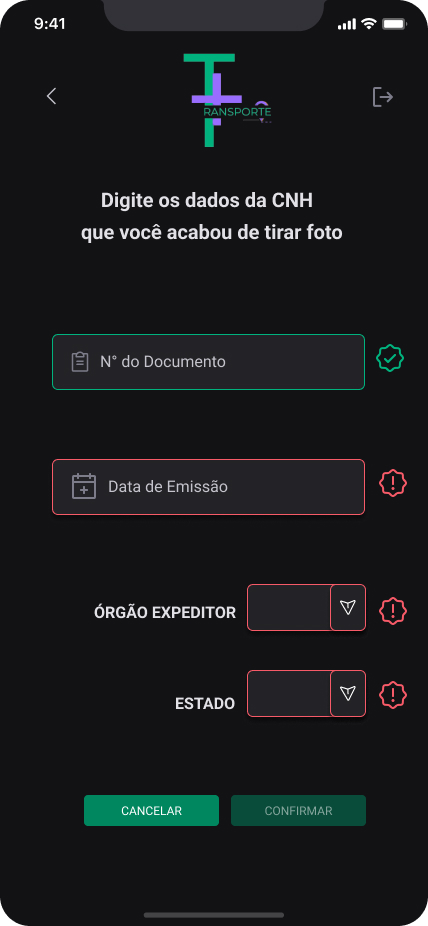 9:41
RANSPORTE
Digite os dados da CNH
que você acabou de tirar foto
N° do Documento
Data de Emissão
ÓRGÃO EXPEDITOR
ESTADO
CANCELAR
CONFIRMAR